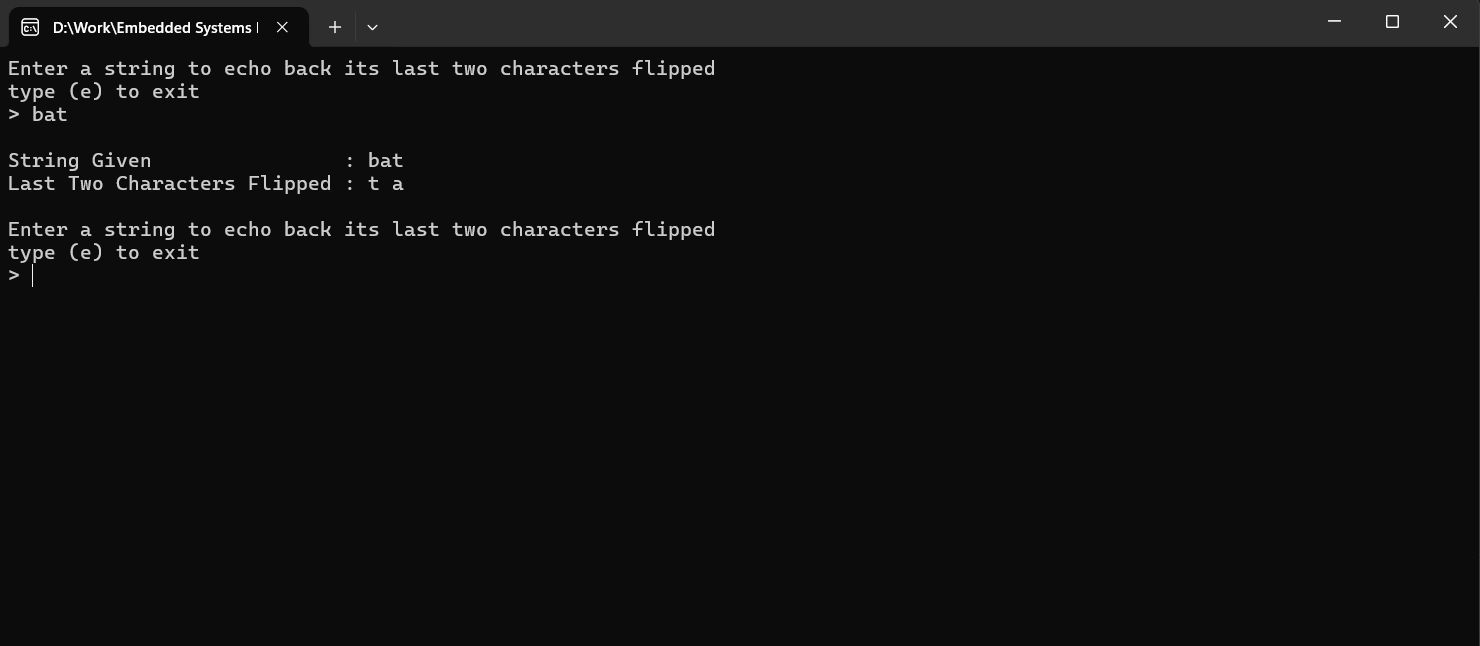 D:\Work\Embedded Systems
Enter a string to echo back its last two characters flipped
type (e) to exit
> bat
String Given                : bat
Last Two Characters Flipped : t a
Enter a string to echo back its last two characters flipped
type (e) to exit
>